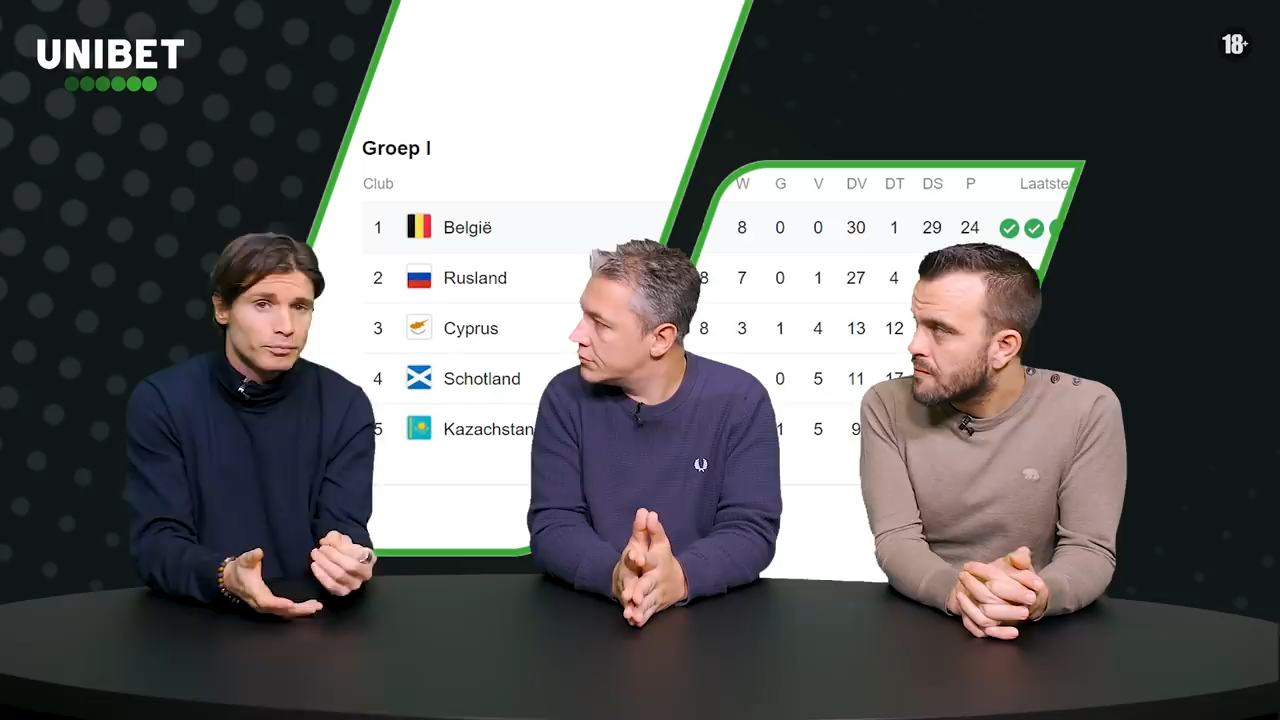 UNIBET
18+
Groep I
Club W G V DV DT DS P Laatste
1 België 8 0 0 30 1 29 24
2 Rusland 8 7 0 1 27 4
3 Cyprus 8 3 1 4 13 12
4 Schotland 0 5 11 17
5 Kazachstan 1 5 9